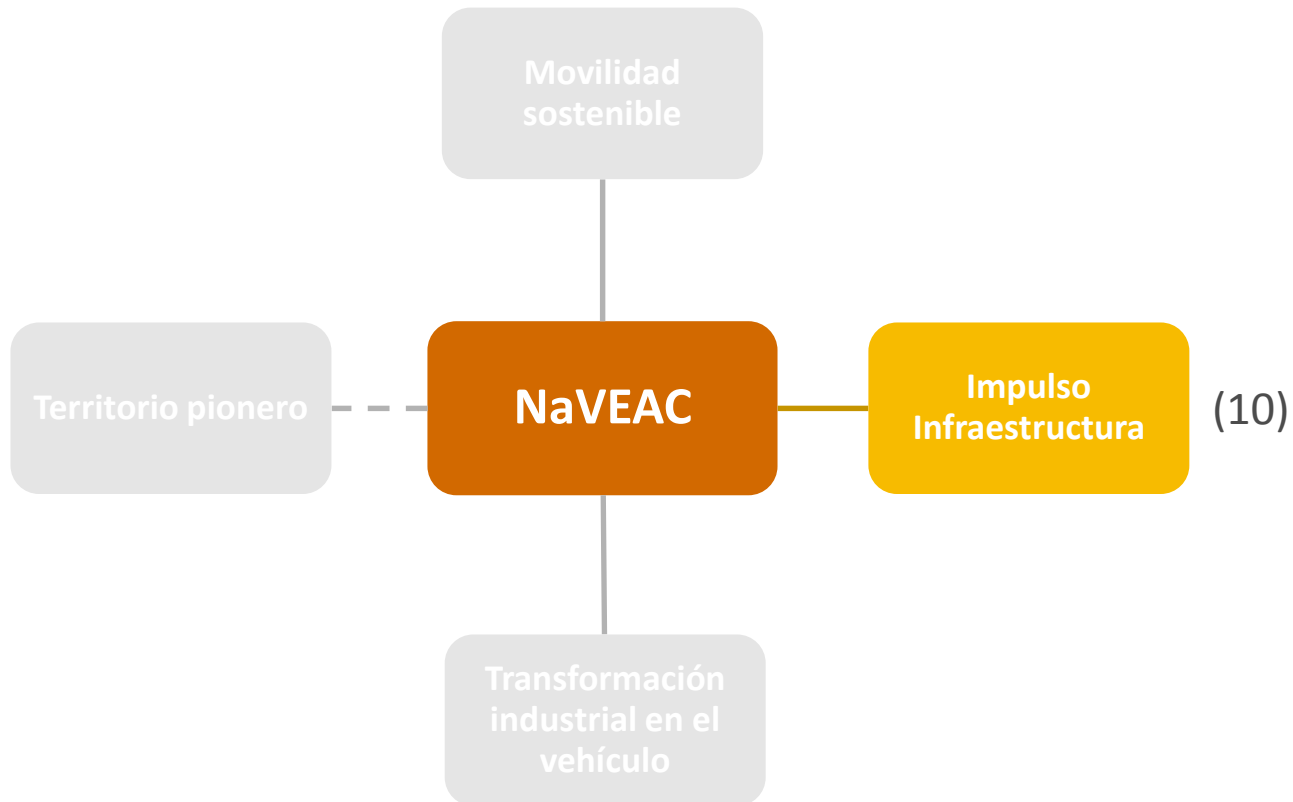 Movilidad
sostenible
Territorio pionero
NaVEAC
Impulso
Infraestructura
(10)
Transformación
industrial en el
vehículo